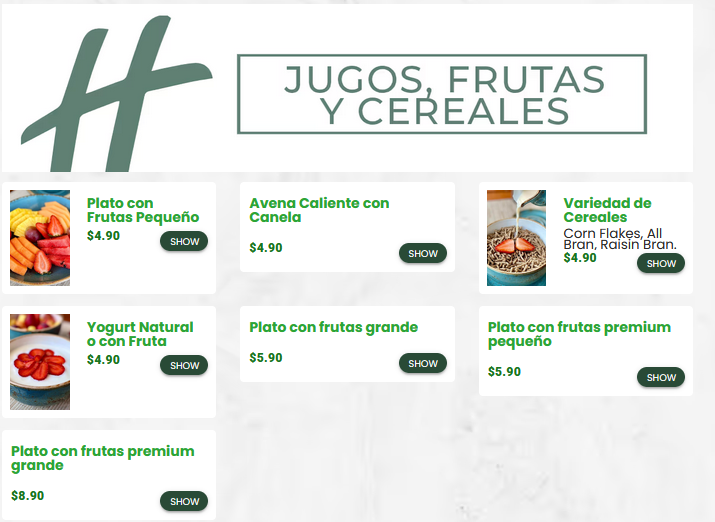 H
JUGOS, FRUTAS
Y CEREALES
Plato con
Frutas Pequeño
$4.90
SHOW
Avena Caliente con
Canela
$4.90
SHOW
Variedad de
Cereales
Corn Flakes, All
Bran, Raisin Bran.
$4.90
SHOW
Yogurt Natural
o con Fruta
$4.90
SHOW
Plato con frutas grande
$5.90
SHOW
Plato con frutas premium
pequeño
$5.90
SHOW
Plato con frutas premium
grande
$8.90
SHOW